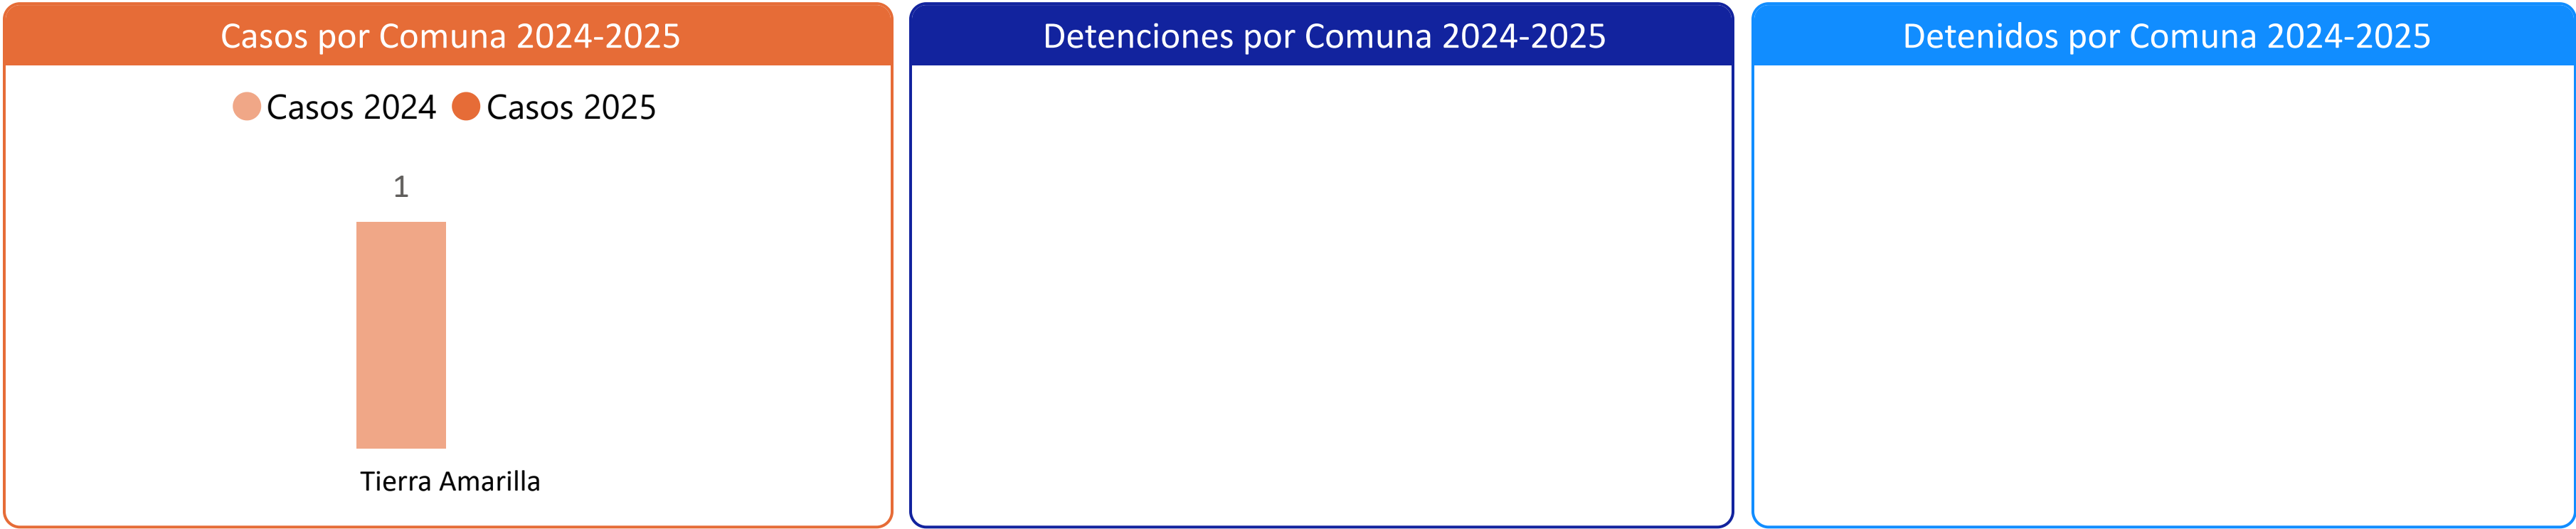 Casos por Comuna 2024-2025
Casos 2024 Casos 2025
1
Tierra Amarilla
Detenciones por Comuna 2024-2025
Detenidos por Comuna 2024-2025